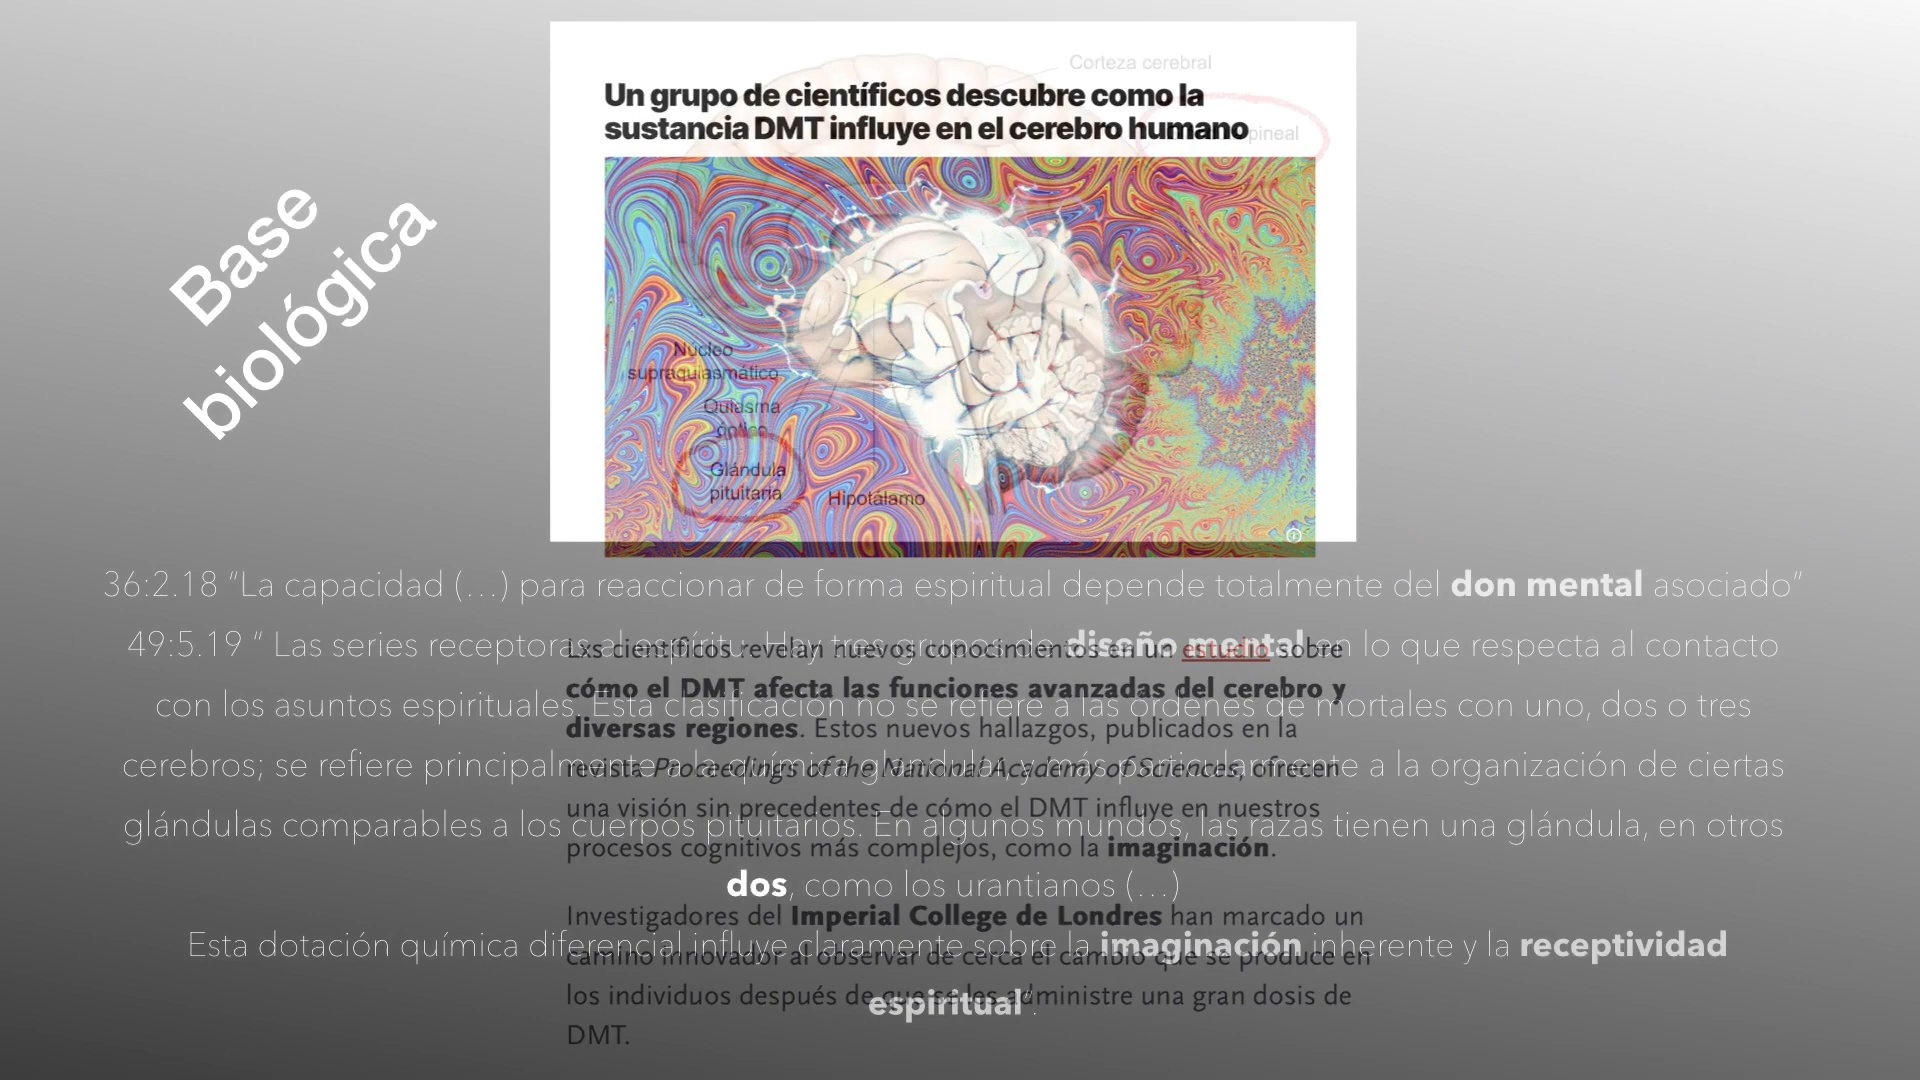 Base
biológica
Corteza cerebral
Un grupo de científicos descubre como la
sustancia DMT influye en el cerebro humano
pineal
Núcleo
supraquiasmático
Quiasma
óptico
Glándula
pituitaria
Hipotálamo
36:2.18 “La capacidad (…) para reaccionar de forma espiritual depende totalmente del don mental asociado”
49:5.19 “ Las series receptoras al espíritu. Hay tres grupos de diseño mental en lo que respecta al contacto
con los asuntos espirituales. Esta clasificación no se refiere a las órdenes de mortales con uno, dos o tres
cerebros; se refiere principalmente a la química glandular, y más particularmente a la organización de ciertas
glándulas comparables a los cuerpos pituitarios. En algunos mundos, las razas tienen una glándula, en otros
dos, como los urantianos (…)
Esta dotación química diferencial influye claramente sobre la imaginación inherente y la receptividad
espiritual”.
Lxs científicos revelan nuevos conocimientos en un estudio sobre
cómo el DMT afecta las funciones avanzadas del cerebro y
diversas regiones. Estos nuevos hallazgos, publicados en la
revista Proceedings of the National Academy of Sciences, ofrecen
una visión sin precedentes de cómo el DMT influye en nuestros
procesos cognitivos más complejos, como la imaginación.
Investigadores del Imperial College de Londres han marcado un
camino innovador al observar de cerca el cambio que se produce en
los individuos después de que se les administre una gran dosis de
DMT.